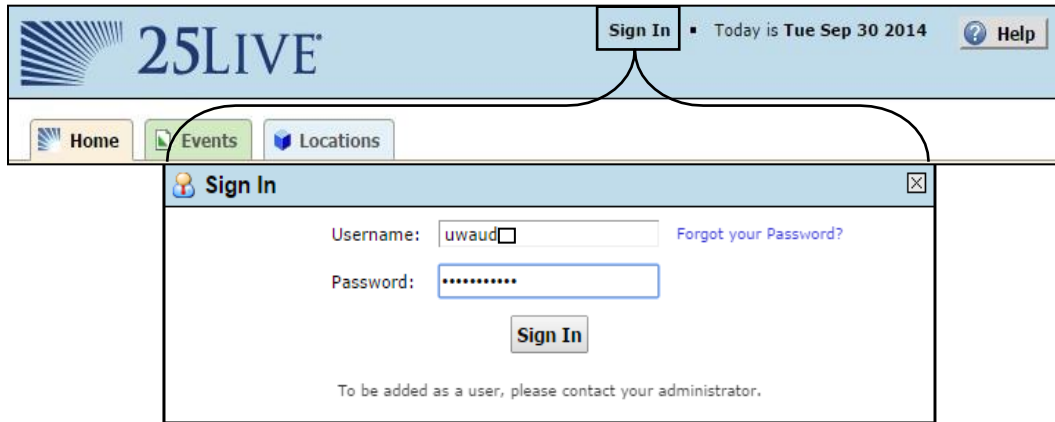 25LIVE
Sign In ▪ Today is Tue Sep 30 2014 Help
Home Events Locations
Sign In
Username: uwaud Forgot your Password?
Password: •••••••••••
Sign In
To be added as a user, please contact your administrator.